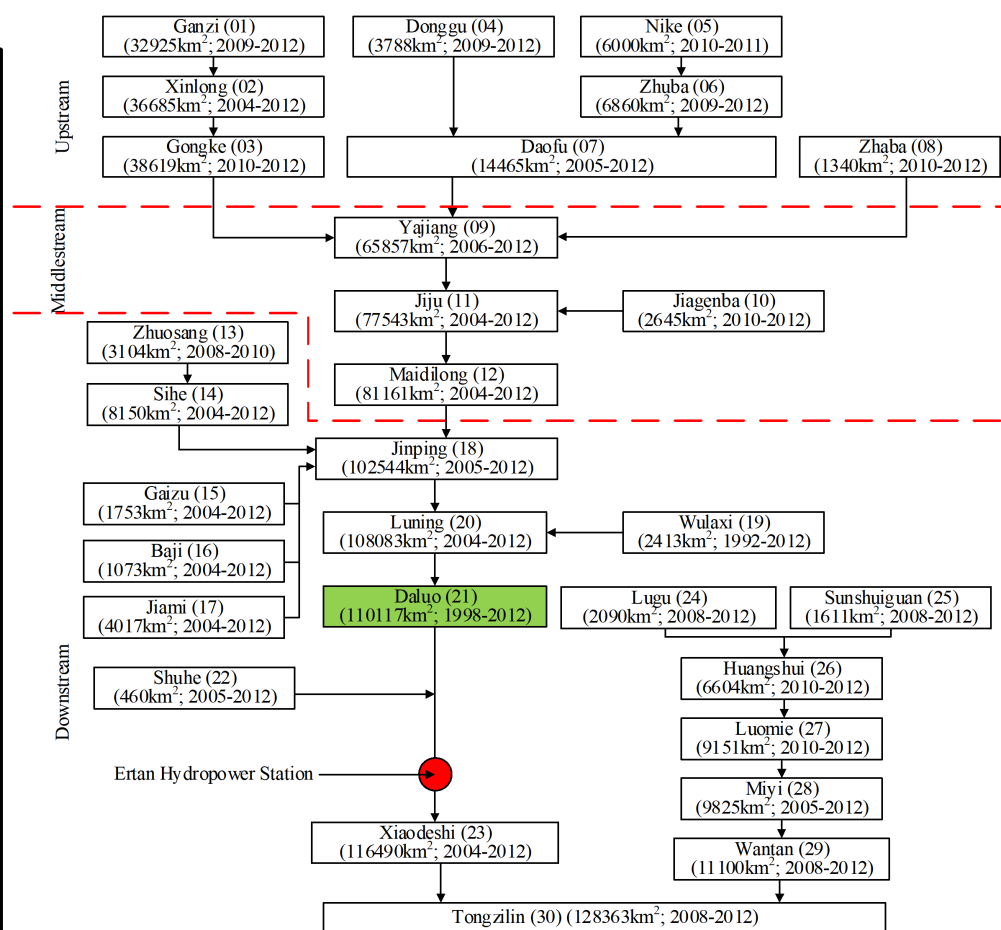 Upstream
Ganzi (01)
(32925km²; 2009-2012)
Donggu (04)
(3788km²; 2009-2012)
Nike (05)
(6000km²; 2010-2011)
Xinlong (02)
(36685km²; 2004-2012)
Zhuba (06)
(6860km²; 2009-2012)
Gongke (03)
(38619km²; 2010-2012)
Daofu (07)
(14465km²; 2005-2012)
Zhaba (08)
(1340km²; 2010-2012)
Middlestream
Yajiang (09)
(65857km²; 2006-2012)
Jiju (11)
(77543km²; 2004-2012)
Jiagenba (10)
(2645km²; 2010-2012)
Maidilong (12)
(81161km²; 2004-2012)
Downstream
Zhuosang (13)
(3104km²; 2008-2010)
Sihe (14)
(8150km²; 2004-2012)
Jinping (18)
(102544km²; 2005-2012)
Gaizu (15)
(1753km²; 2004-2012)
Baji (16)
(1073km²; 2004-2012)
Jiami (17)
(4017km²; 2004-2012)
Luning (20)
(108083km²; 2004-2012)
Wulaxi (19)
(2413km²; 1992-2012)
Daluo (21)
(110117km²; 1998-2012)
Lugu (24)
(2090km²; 2008-2012)
Sunshuiguan (25)
(1611km²; 2008-2012)
Shuhe (22)
(460km²; 2005-2012)
Huangshui (26)
(6604km²; 2010-2012)
Luomie (27)
(9151km²; 2010-2012)
Ertan Hydropower Station
Miyi (28)
(9825km²; 2005-2012)
Xiaodeshi (23)
(116490km²; 2004-2012)
Wantan (29)
(11100km²; 2008-2012)
Tongzilin (30) (128363km²; 2008-2012)